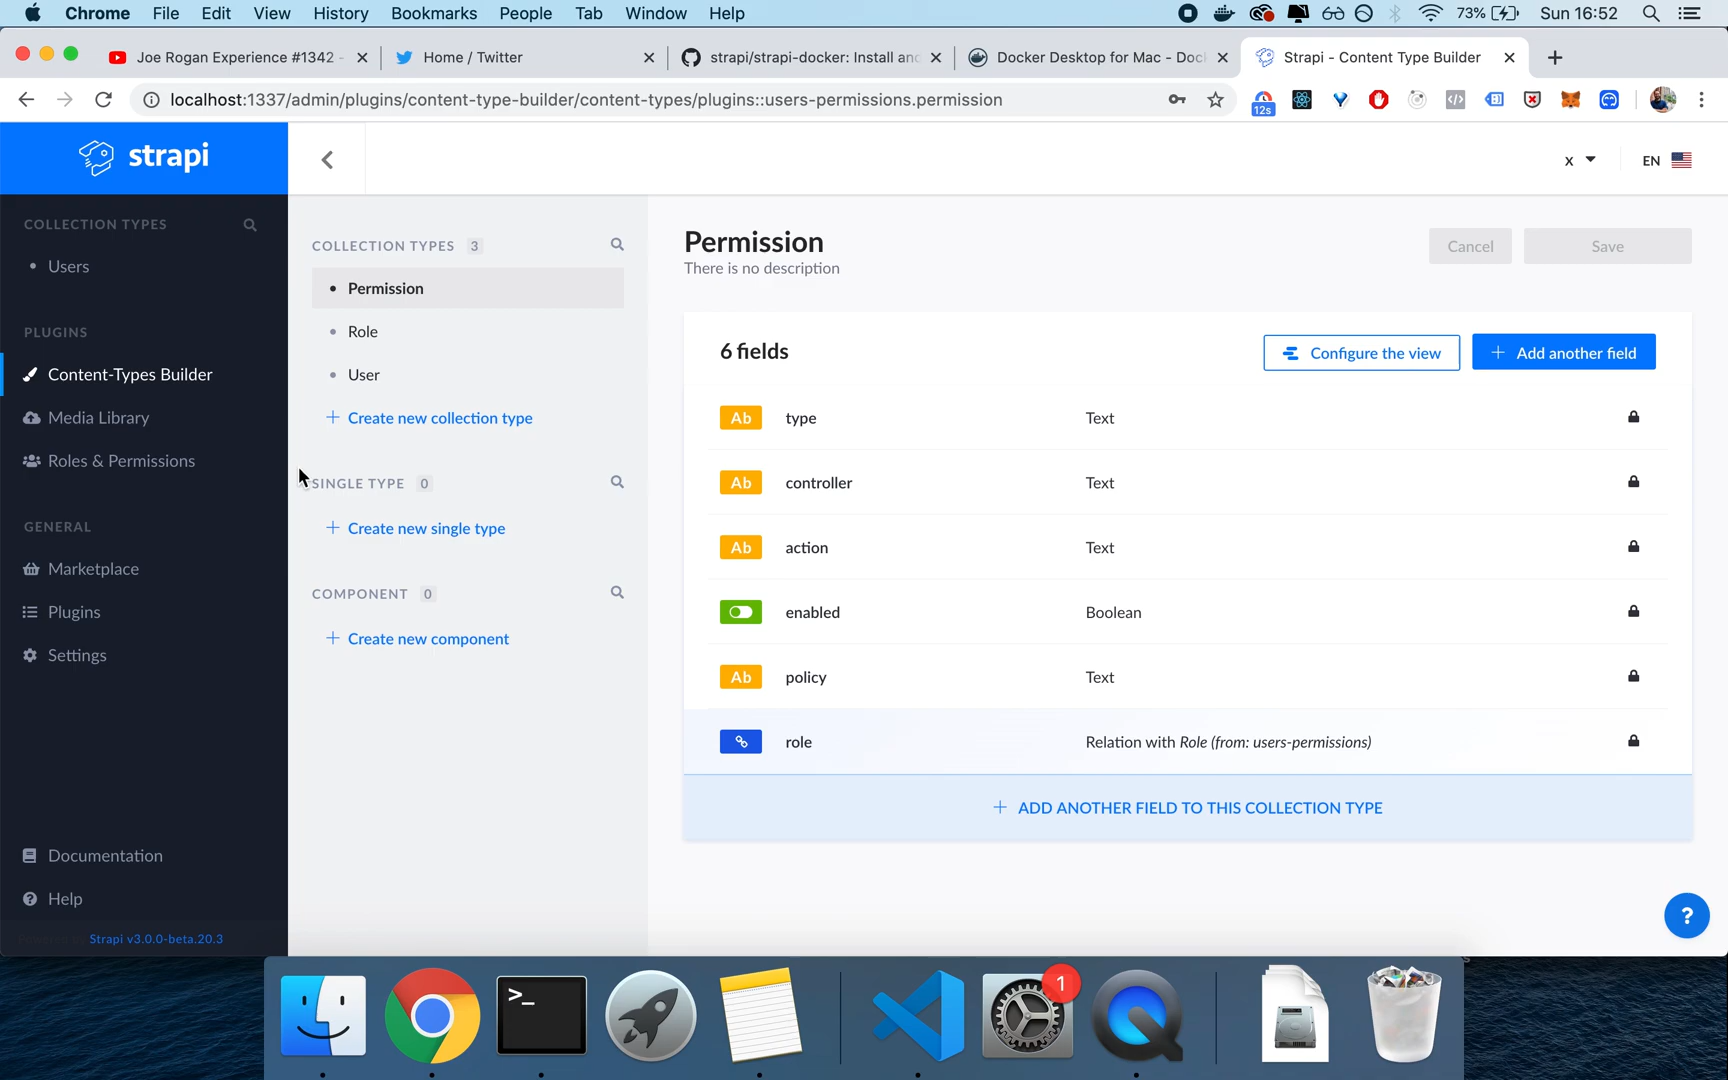 Chrome File Edit View History Bookmarks People Tab Window Help 73% Sun 16:52
Joe Rogan Experience #1342 - Home / Twitter strapi/strapi-docker: Install an Docker Desktop for Mac - Doc Strapi - Content Type Builder
localhost:1337/admin/plugins/content-type-builder/content-types/plugins::users-permissions.permission 12s
strapi
x EN
COLLECTION TYPES
Users
PLUGINS
Content-Types Builder
Media Library
Roles & Permissions
GENERAL
Marketplace
Plugins
Settings
Documentation
Help
Strapi v3.0.0-beta.20.3
COLLECTION TYPES 3
Permission
Role
User
+ Create new collection type
SINGLE TYPE 0
+ Create new single type
COMPONENT 0
+ Create new component
Permission
There is no description
Cancel Save
6 fields
Configure the view
+ Add another field
Ab type Text
Ab controller Text
Ab action Text
enabled Boolean
Ab policy Text
role Relation with Role (from: users-permissions)
+ ADD ANOTHER FIELD TO THIS COLLECTION TYPE
?
>_
1